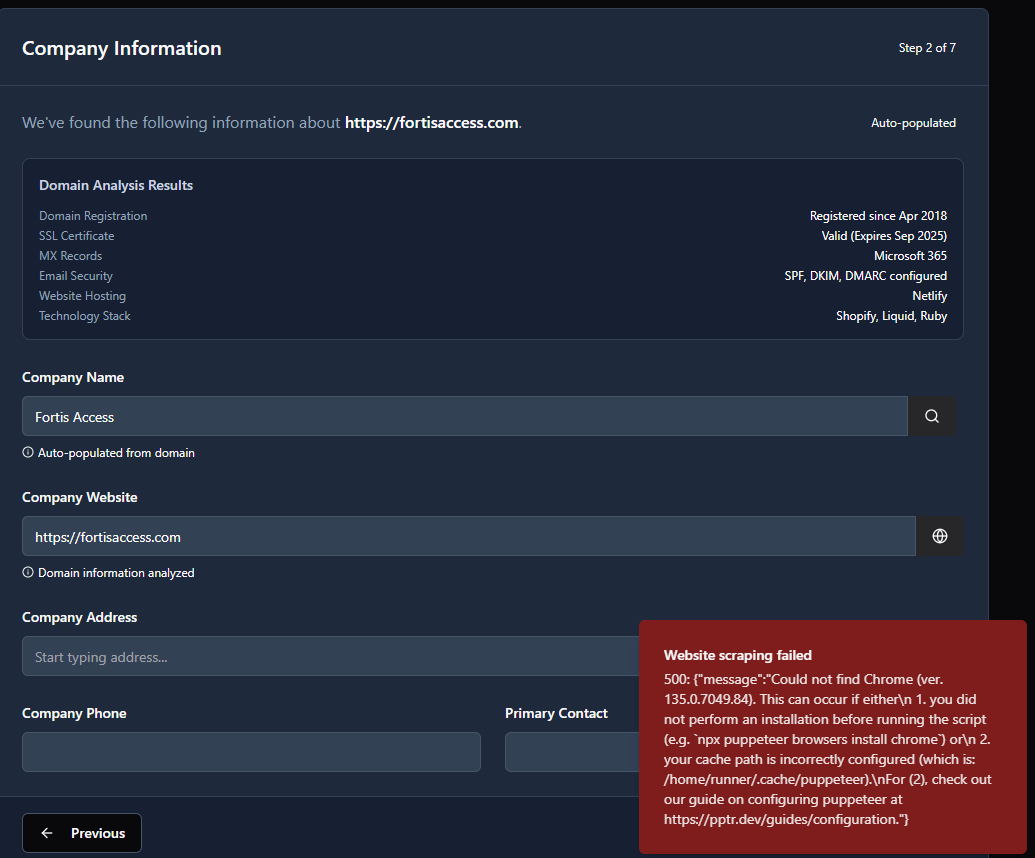 Company Information
Step 2 of 7
We've found the following information about https://fortisaccess.com.
Auto-populated
Domain Analysis Results
Domain Registration
Registered since Apr 2018
SSL Certificate
Valid (Expires Sep 2025)
MX Records
Microsoft 365
Email Security
SPF, DKIM, DMARC configured
Website Hosting
Netlify
Technology Stack
Shopify, Liquid, Ruby
Company Name
Fortis Access
Auto-populated from domain
Company Website
https://fortisaccess.com
Domain information analyzed
Company Address
Start typing address...
Company Phone
Primary Contact
Previous
Website scraping failed
500: {"message":"Could not find Chrome (ver.
135.0.7049.84). This can occur if either\n 1. you did
not perform an installation before running the script
(e.g. `npx puppeteer browsers install chrome`) or\n 2.
your cache path is incorrectly configured (which is:
/home/runner/.cache/puppeteer).\nFor (2), check out
our guide on configuring puppeteer at
https://pptr.dev/guides/configuration."}